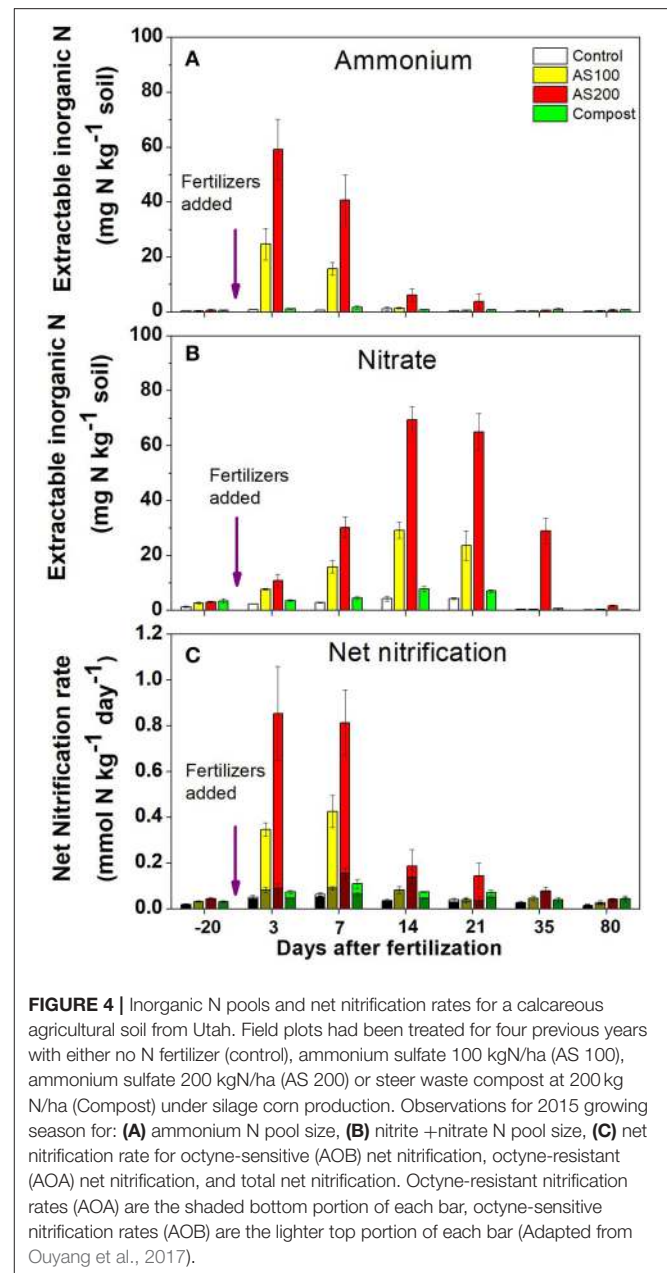 A
Ammonium
Control
AS100
AS200
Compost
Extractable inorganic N
(mg N kg⁻¹ soil)
100
80
60
40
20
0
Fertilizers
added
B
Nitrate
Extractable inorganic N
(mg N kg⁻¹ soil)
100
80
60
40
20
0
Fertilizers
added
C
Net nitrification
Net Nitrification rate
(mmol N kg⁻¹ day⁻¹)
1.2
1.0
0.8
0.6
0.4
0.2
0.0
Fertilizers
added
-20 3 7 14 21 35 80
Days after fertilization
FIGURE 4 | Inorganic N pools and net nitrification rates for a calcareous
agricultural soil from Utah. Field plots had been treated for four previous years
with either no N fertilizer (control), ammonium sulfate 100 kgN/ha (AS 100),
ammonium sulfate 200 kgN/ha (AS 200) or steer waste compost at 200 kg
N/ha (Compost) under silage corn production. Observations for 2015 growing
season for: (A) ammonium N pool size, (B) nitrite +nitrate N pool size, (C) net
nitrification rate for octyne-sensitive (AOB) net nitrification, octyne-resistant
(AOA) net nitrification, and total net nitrification. Octyne-resistant nitrification
rates (AOA) are the shaded bottom portion of each bar, octyne-sensitive
nitrification rates (AOB) are the lighter top portion of each bar (Adapted from
Ouyang et al., 2017).